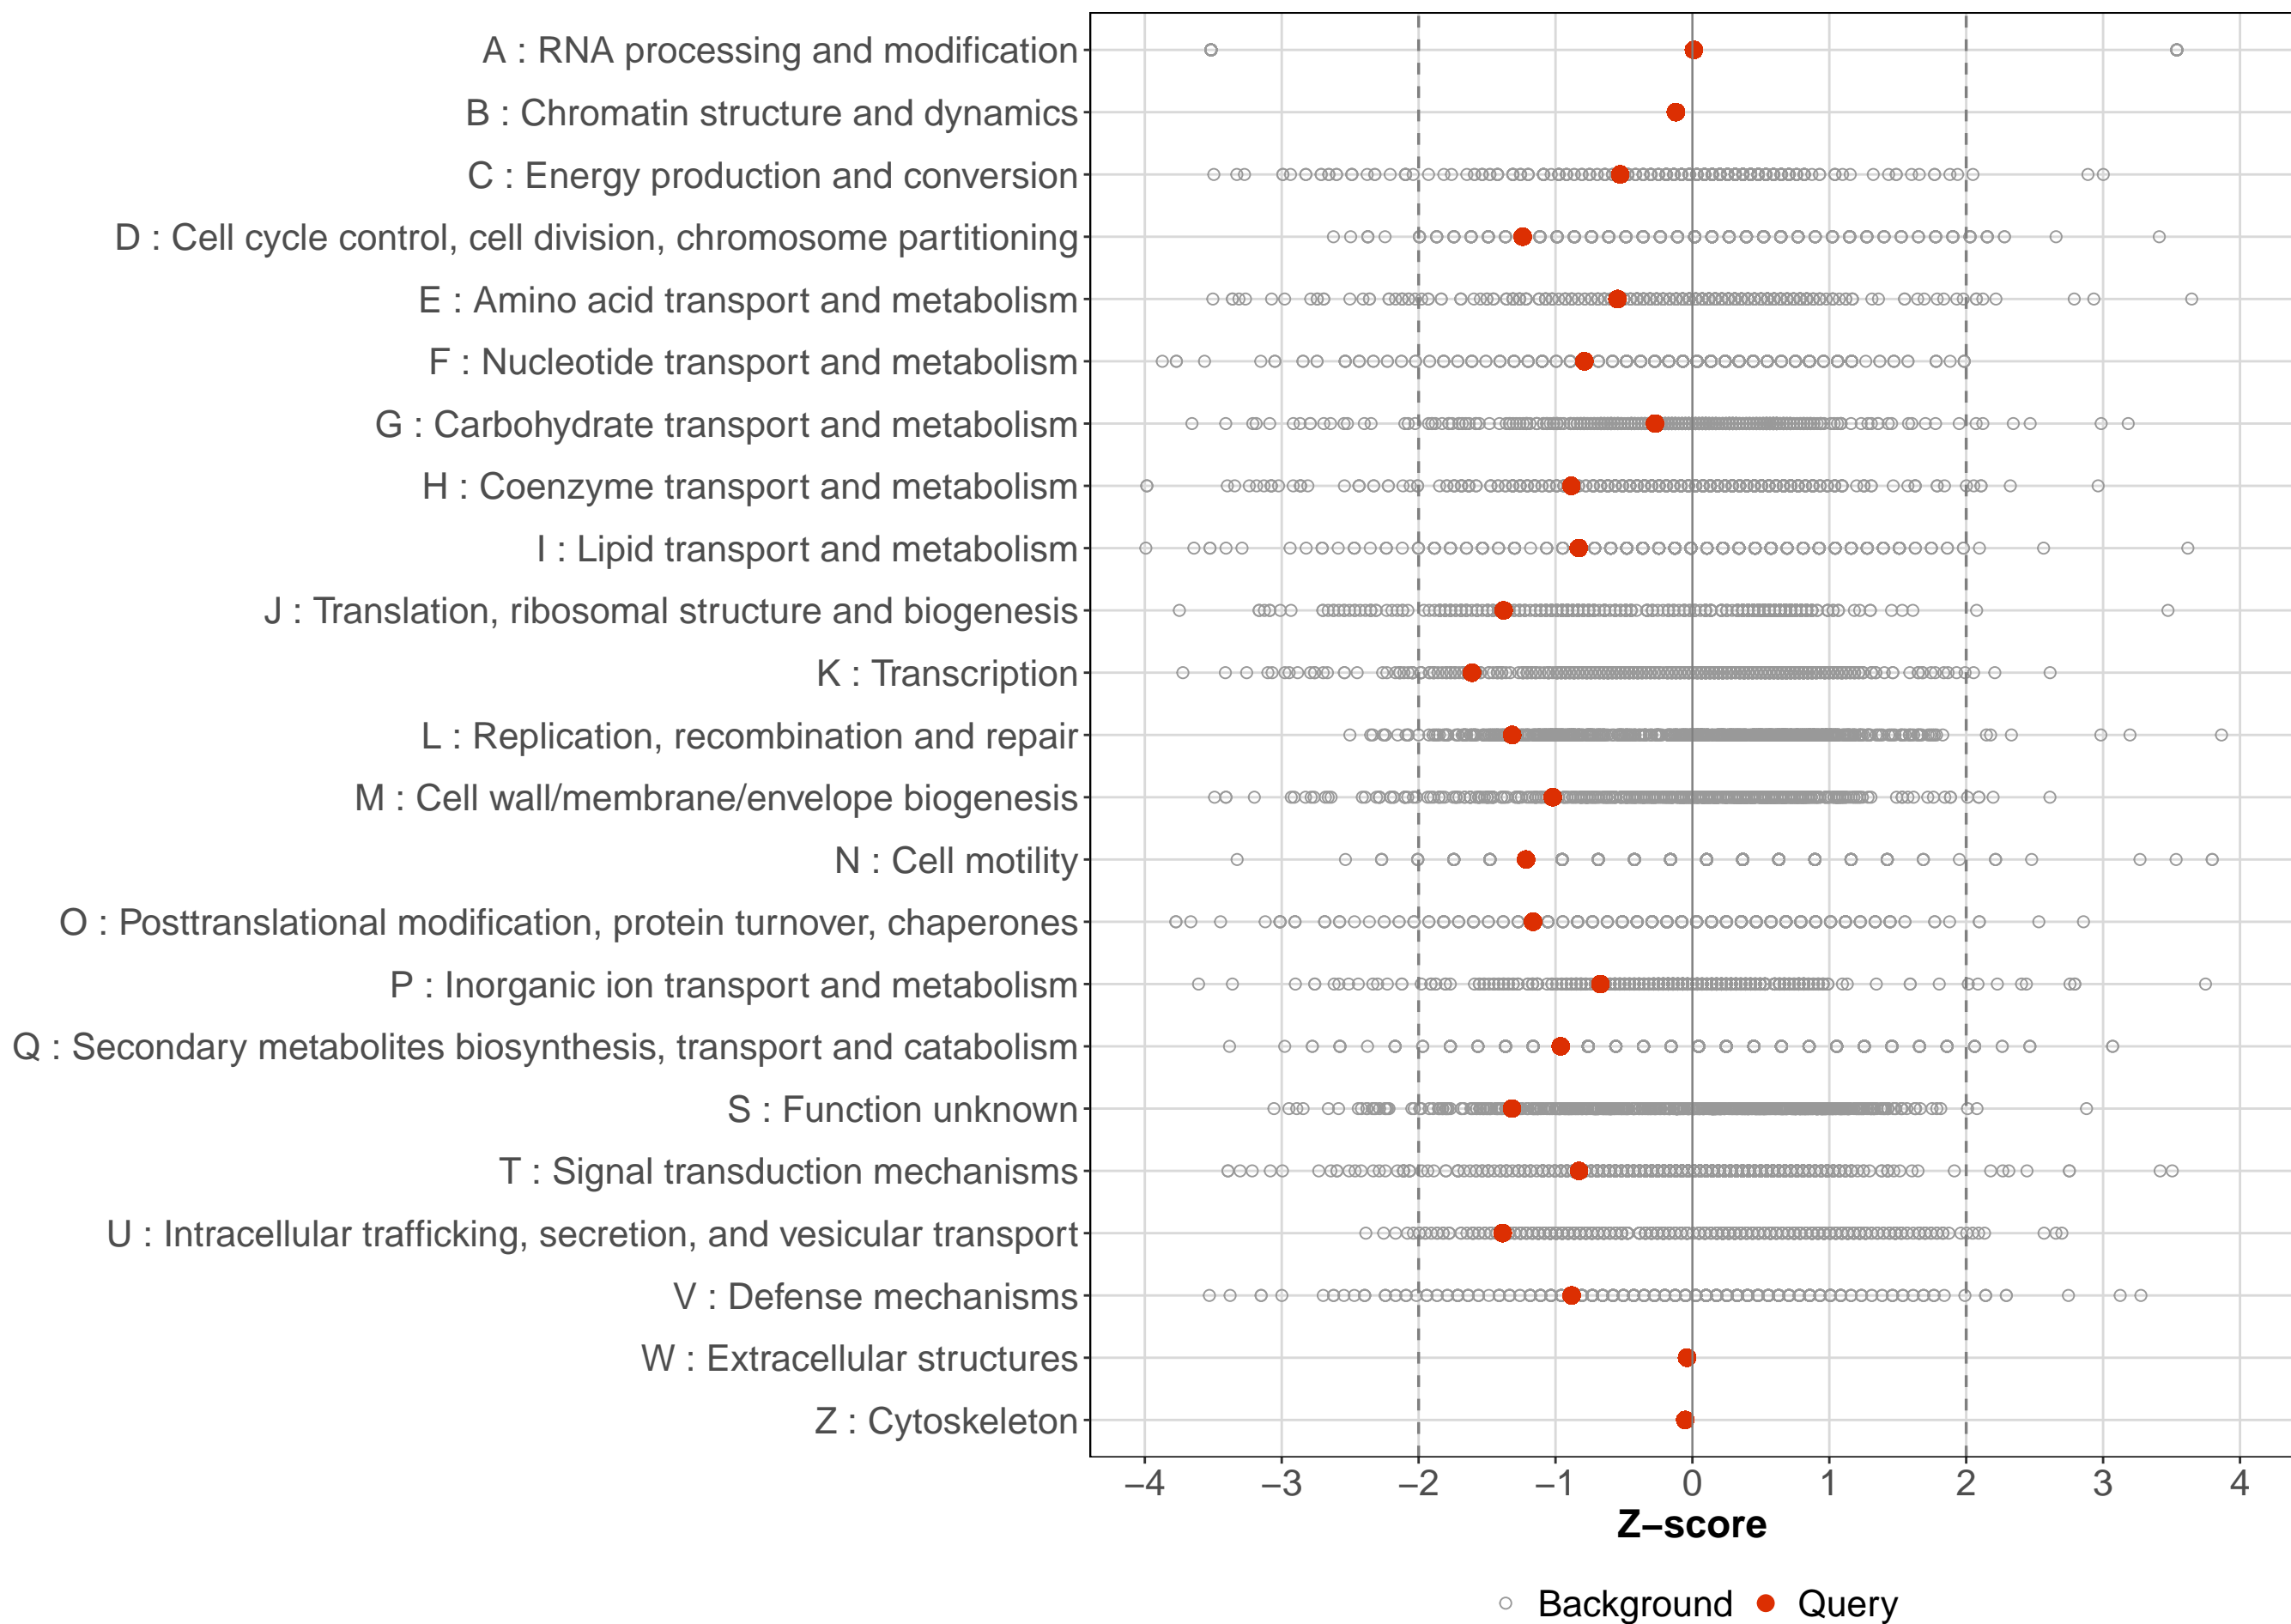 A : RNA processing and modification
B : Chromatin structure and dynamics
C : Energy production and conversion
D : Cell cycle control, cell division, chromosome partitioning
E : Amino acid transport and metabolism
F : Nucleotide transport and metabolism
G : Carbohydrate transport and metabolism
H : Coenzyme transport and metabolism
I : Lipid transport and metabolism
J : Translation, ribosomal structure and biogenesis
K : Transcription
L : Replication, recombination and repair
M : Cell wall/membrane/envelope biogenesis
N : Cell motility
O : Posttranslational modification, protein turnover, chaperones
P : Inorganic ion transport and metabolism
Q : Secondary metabolites biosynthesis, transport and catabolism
S : Function unknown
T : Signal transduction mechanisms
U : Intracellular trafficking, secretion, and vesicular transport
V : Defense mechanisms
W : Extracellular structures
Z : Cytoskeleton
−4 −3 −2 −1 0 1 2 3 4
Z−score
Background Query